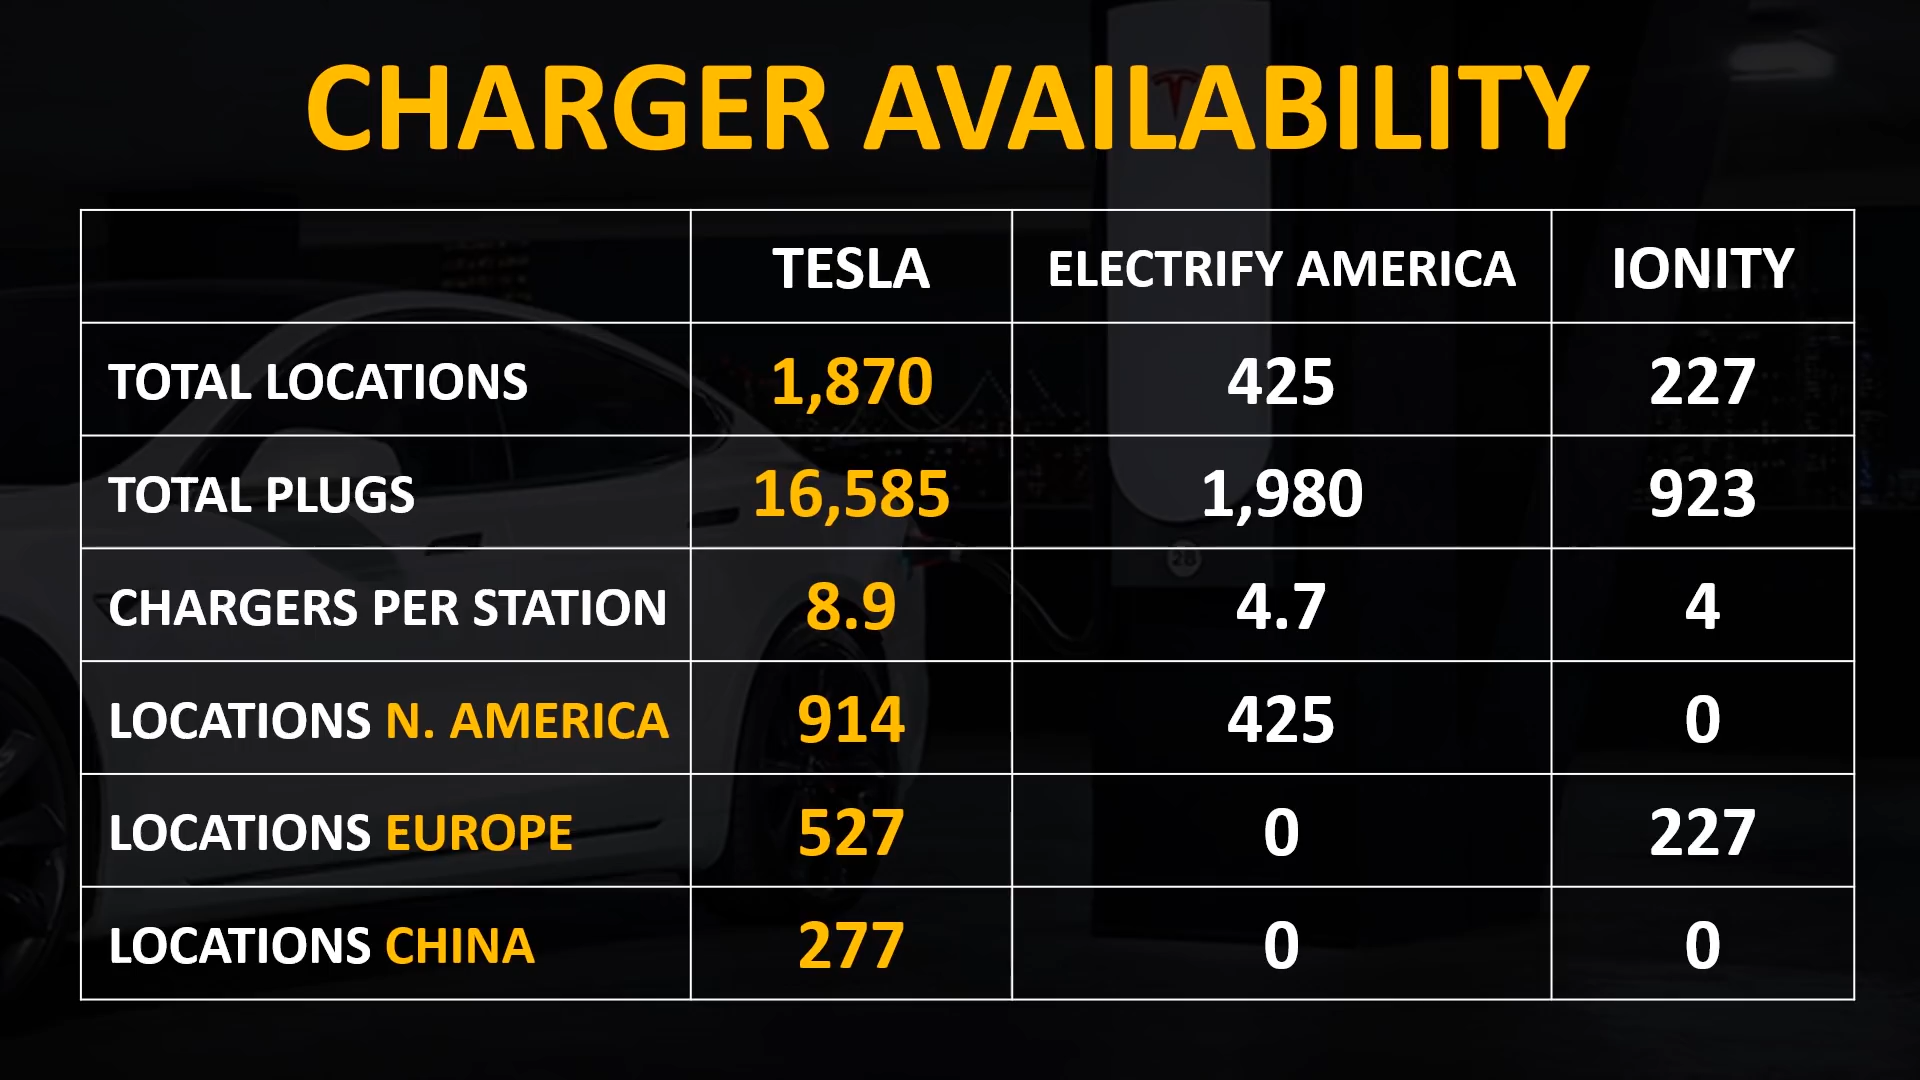 CHARGER AVAILABILITY
TESLA ELECTRIFY AMERICA IONITY
TOTAL LOCATIONS 1,870 425 227
TOTAL PLUGS 16,585 1,980 923
CHARGERS PER STATION 8.9 4.7 4
LOCATIONS N. AMERICA 914 425 0
LOCATIONS EUROPE 527 0 227
LOCATIONS CHINA 277 0 0